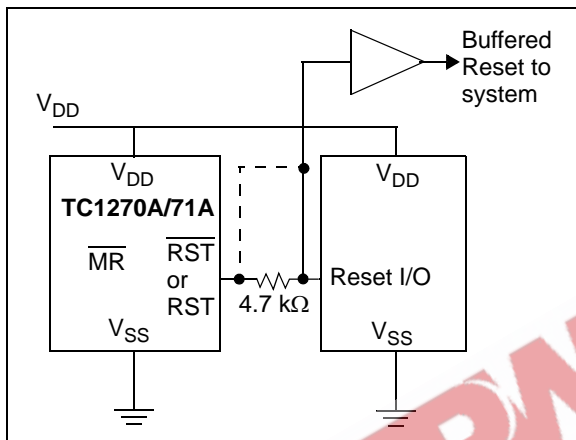 Buffered
Reset to
system
VDD
VDD
VDD
TC1270A/71A
MR
RST
or
RST
Reset I/O
4.7 kΩ
VSS
VSS